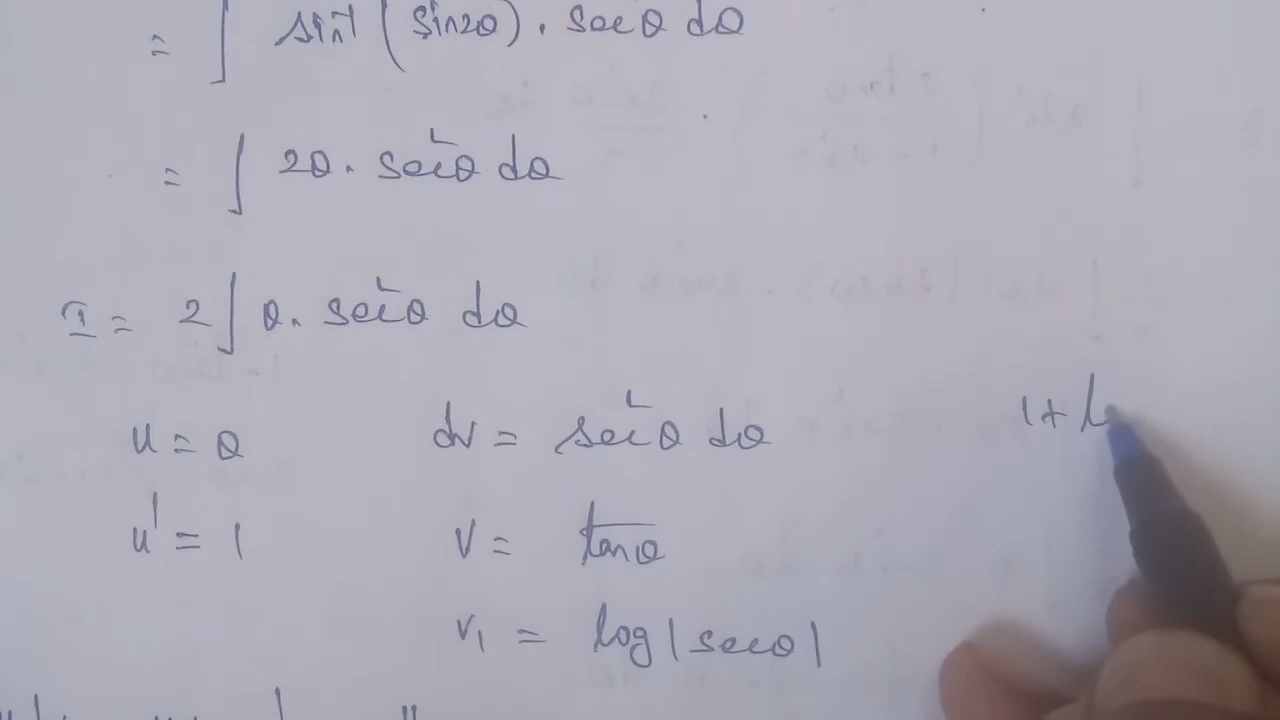 = ∫ sin⁻¹ (sin2θ) . sec θ dθ
= ∫ 2θ. sec²θ dθ
I = 2∫ θ. sec²θ dθ
u = θ dv = sec²θ dθ 1+
u' = 1 v = tanθ
v₁ = log|secθ|